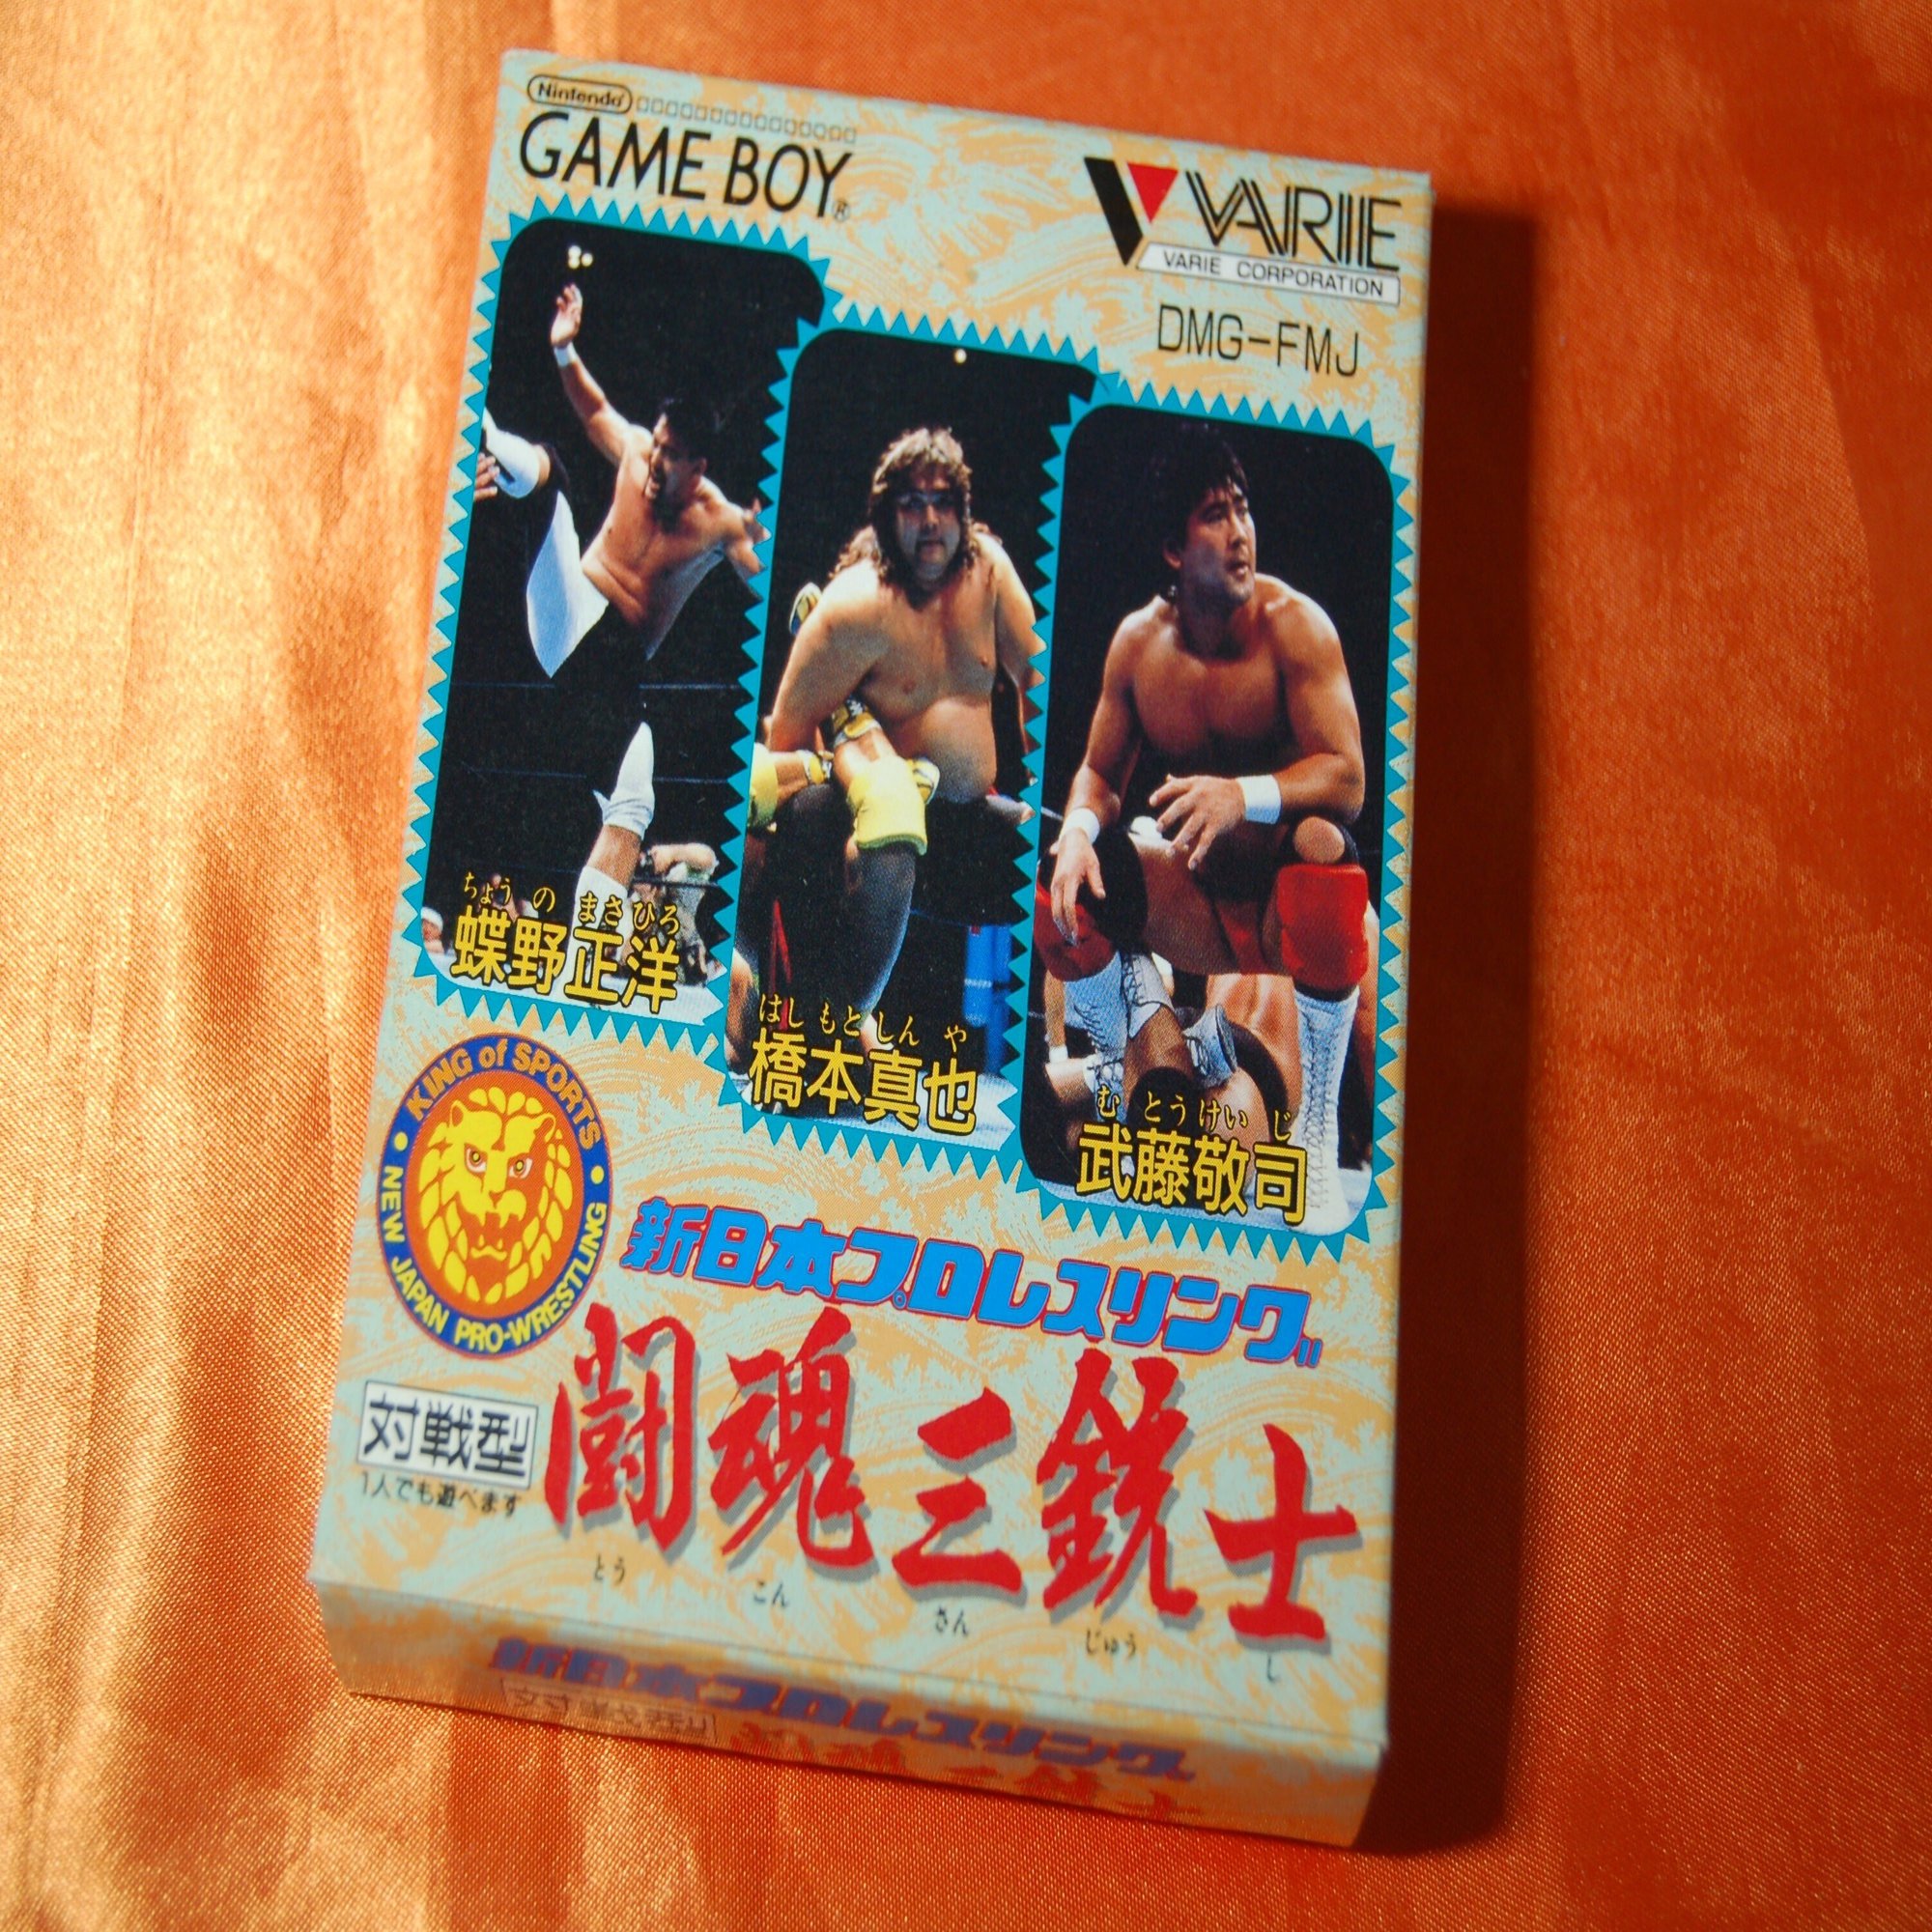 Nintendo
GAME BOY®
VARIE
VARIE CORPORATION
DMG-FMJ
ちょう の まさ ひろ
蝶野正洋
はし もと しん や
橋本真也
む とう けい じ
武藤敬司
KING of SPORTS
NEW JAPAN PRO-WRESTLING
新日本プロレスリング
闘魂三銃士
とう こん さん じゅう し
対戦型
1人でも遊べます
新日本プロレスリング
対戦型